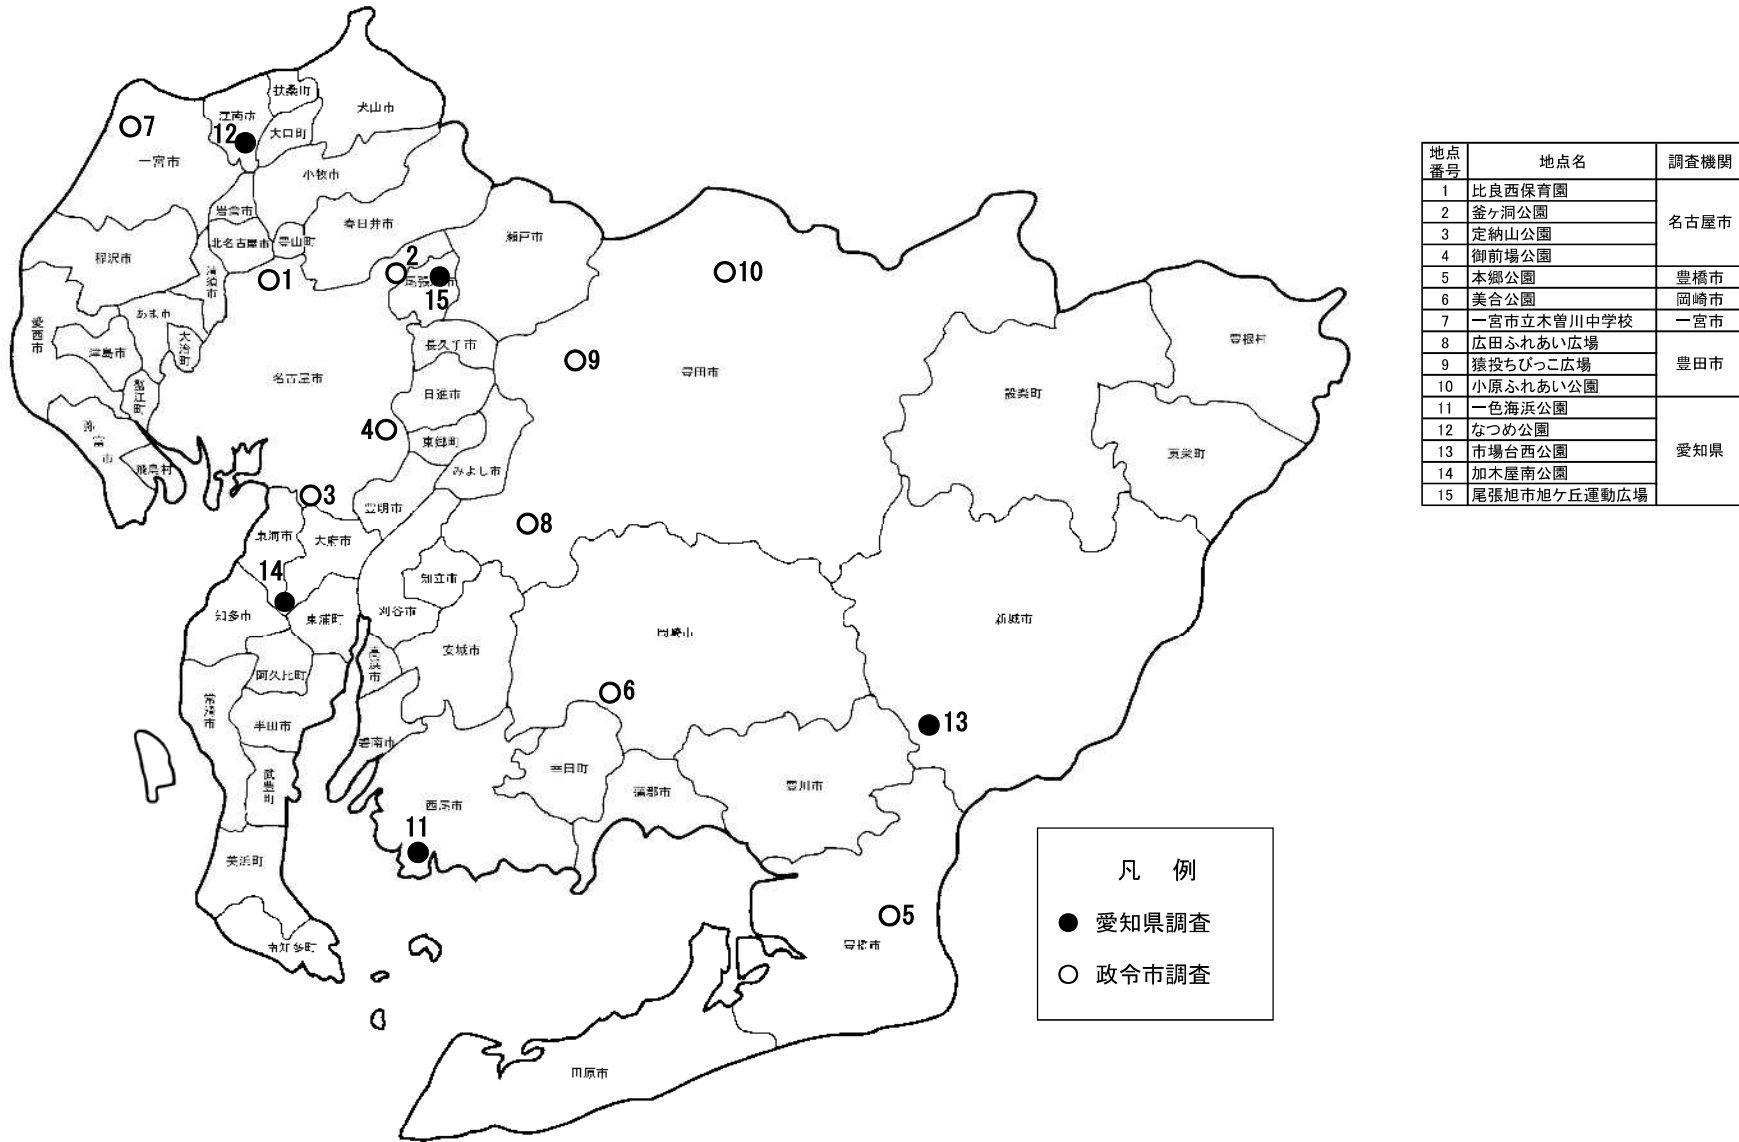 扶桑町
犬山市
江南市
12
大口町
7
一宮市
小牧市
岩倉市
春日井市
北名古屋市
豊山町
瀬戸市
稲沢市
清須市
1
2
15
10
あま市
愛西市
津島市
大治町
長久手市
9
豊根村
名古屋市
豊田市
蟹江町
日進市
設楽町
弥富市
4
東郷町
飛島村
みよし市
東栄町
3
豊明市
8
東海市
大府市
14
知立市
知多市
東浦町
刈谷市
新城市
岡崎市
安城市
高浜市
阿久比町
6
常滑市
半田市
13
碧南市
武豊町
幸田町
蒲郡市
豊川市
西尾市
11
美浜町
5
豊橋市
南知多町
田原市
地点番号 地点名 調査機関
1 比良西保育園 名古屋市
2 釜ヶ洞公園
3 定納山公園
4 御前場公園
5 本郷公園 豊橋市
6 美合公園 岡崎市
7 一宮市立木曽川中学校 一宮市
8 広田ふれあい広場 豊田市
9 猿投ちびっこ広場
10 小原ふれあい公園
11 一色海浜公園 愛知県
12 なつめ公園
13 市場台西公園
14 加木屋南公園
15 尾張旭市旭ケ丘運動広場
凡 例
愛知県調査
政令市調査